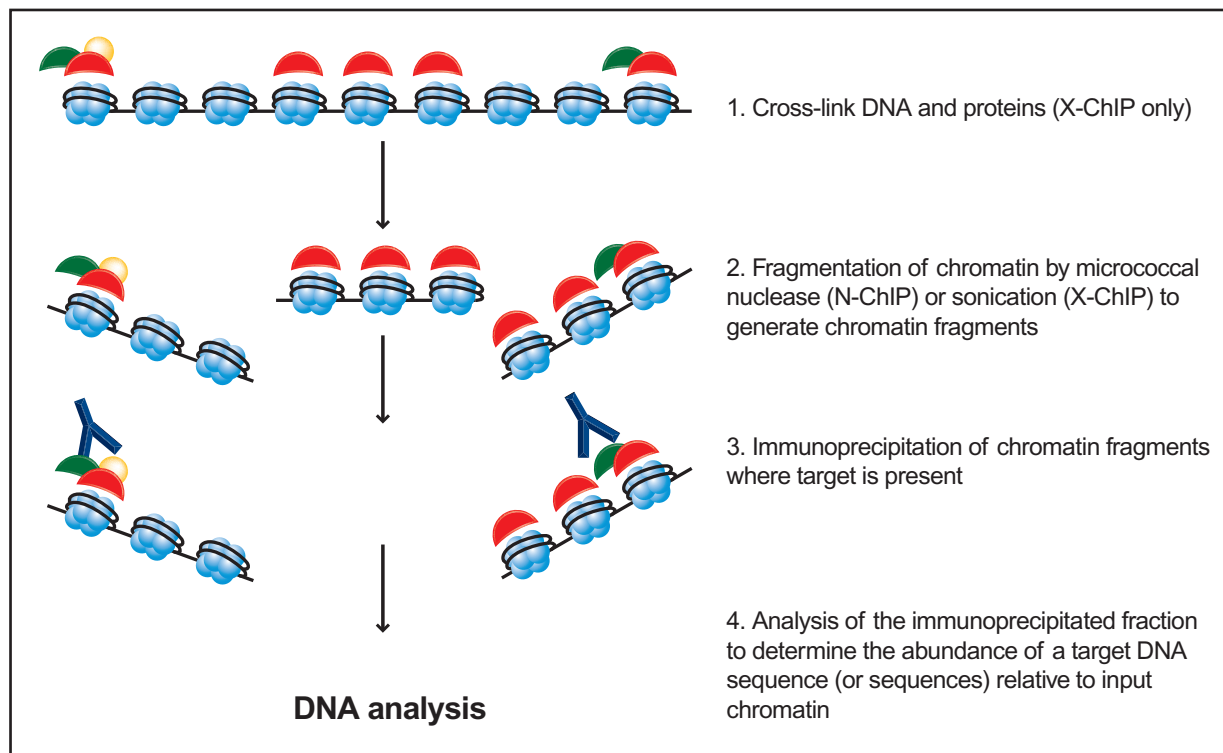 1. Cross-link DNA and proteins (X-ChIP only)
2. Fragmentation of chromatin by micrococcal
nuclease (N-ChIP) or sonication (X-ChIP) to
generate chromatin fragments
3. Immunoprecipitation of chromatin fragments
where target is present
4. Analysis of the immunoprecipitated fraction
to determine the abundance of a target DNA
sequence (or sequences) relative to input
chromatin
DNA analysis